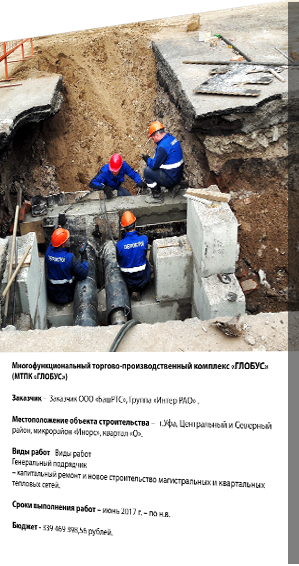 Многофункциональный торгово-производственный комплекс «ГЛОБУС»
(МТПК «ГЛОБУС»)
Заказчик – Заказчик ООО «БашРТС», Группа «Интер РАО» .
Местоположение объекта строительства – г.Уфа, Центральный и Северный
район, микрорайон «Инорс», квартал «О».
Виды работ Виды работ
Генеральный подрядчик
– капитальный ремонт и новое строительство магистральных и квартальных
тепловых сетей.
Сроки выполнения работ – июнь 2017 г. – по н.в.
Бюджет - 339 469 398,56 рублей.